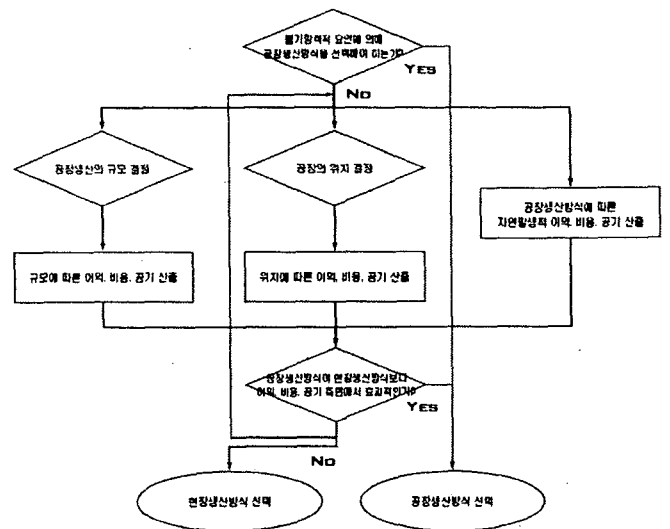 불가항력적 요인에 의해
공장생산방식을 선택하여야 하는가?
YES
NO
공장생산의 규모 결정
공장의 위치 결정
공장생산방식에 따른
자연발생적 이익, 비용, 공기 산출
규모에 따른 이익, 비용, 공기 산출
위치에 따른 이익, 비용, 공기 산출
공장생산방식이 현장생산방식보다
이익, 비용, 공기 측면에서 효과적인가?
YES
NO
현장생산방식 선택
공장생산방식 선택